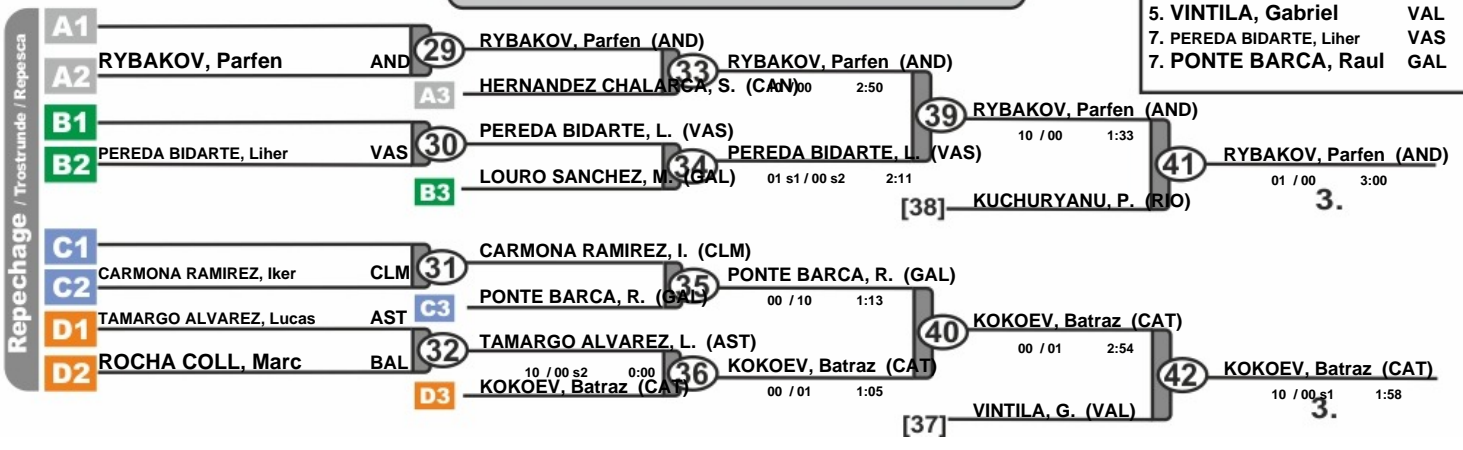 5. VINTILA, Gabriel VAL
7. PEREDA BIDARTE, Liher VAS
7. PONTE BARCA, Raul GAL
Repechage / Trostrunde / Repesca
A1
RYBAKOV, Parfen AND
A2
29
RYBAKOV, Parfen (AND)
A3
HERNANDEZ CHALARCA, S. (CAN)
33
RYBAKOV, Parfen (AND)
2:50
B1
B2
PEREDA BIDARTE, Liher VAS
30
PEREDA BIDARTE, L. (VAS)
B3
LOURO SANCHEZ, M. (GAL)
34
PEREDA BIDARTE, L. (VAS)
01 s1 / 00 s2 2:11
39
RYBAKOV, Parfen (AND)
10 / 00 1:33
[38]
KUCHURYANU, P. (RIO)
41
RYBAKOV, Parfen (AND)
01 / 00 3:00
3.
C1
C2
CARMONA RAMIREZ, Iker CLM
31
CARMONA RAMIREZ, I. (CLM)
C3
PONTE BARCA, R. (GAL)
35
PONTE BARCA, R. (GAL)
00 / 10 1:13
D1
TAMARGO ALVAREZ, Lucas AST
D2
ROCHA COLL, Marc BAL
32
TAMARGO ALVAREZ, L. (AST)
10 / 00 s2 0:00
D3
KOKOEV, Batraz (CAT)
36
KOKOEV, Batraz (CAT)
00 / 01 1:05
40
KOKOEV, Batraz (CAT)
00 / 01 2:54
[37]
VINTILA, G. (VAL)
42
KOKOEV, Batraz (CAT)
10 / 00 s1 1:58
3.